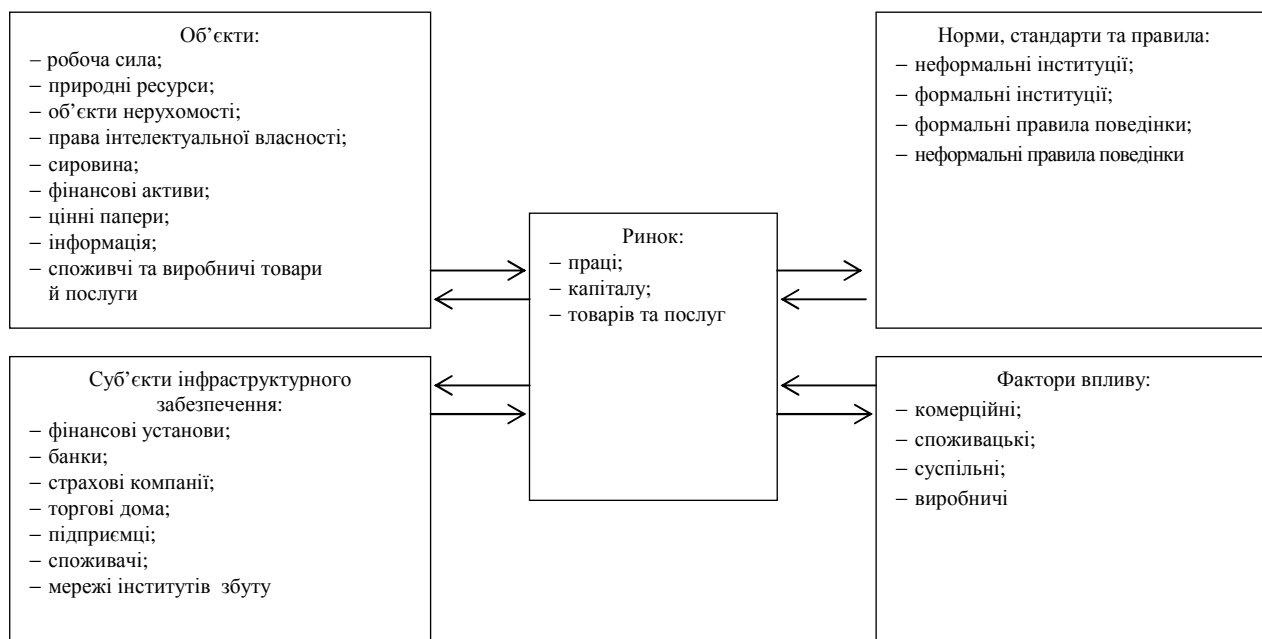 Об’єкти:
− робоча сила;
− природні ресурси;
− об’єкти нерухомості;
− права інтелектуальної власності;
− сировина;
− фінансові активи;
− цінні папери;
− інформація;
− споживчі та виробничі товари
й послуги
Суб’єкти інфраструктурного
забезпечення:
− фінансові установи;
− банки;
− страхові компанії;
− торгові дома;
− підприємці;
− споживачі;
− мережі інститутів збуту
Ринок:
− праці;
− капіталу;
− товарів та послуг
Норми, стандарти та правила:
− неформальні інституції;
− формальні інституції;
− формальні правила поведінки;
− неформальні правила поведінки
Фактори впливу:
− комерційні;
− споживацькі;
− суспільні;
− виробничі